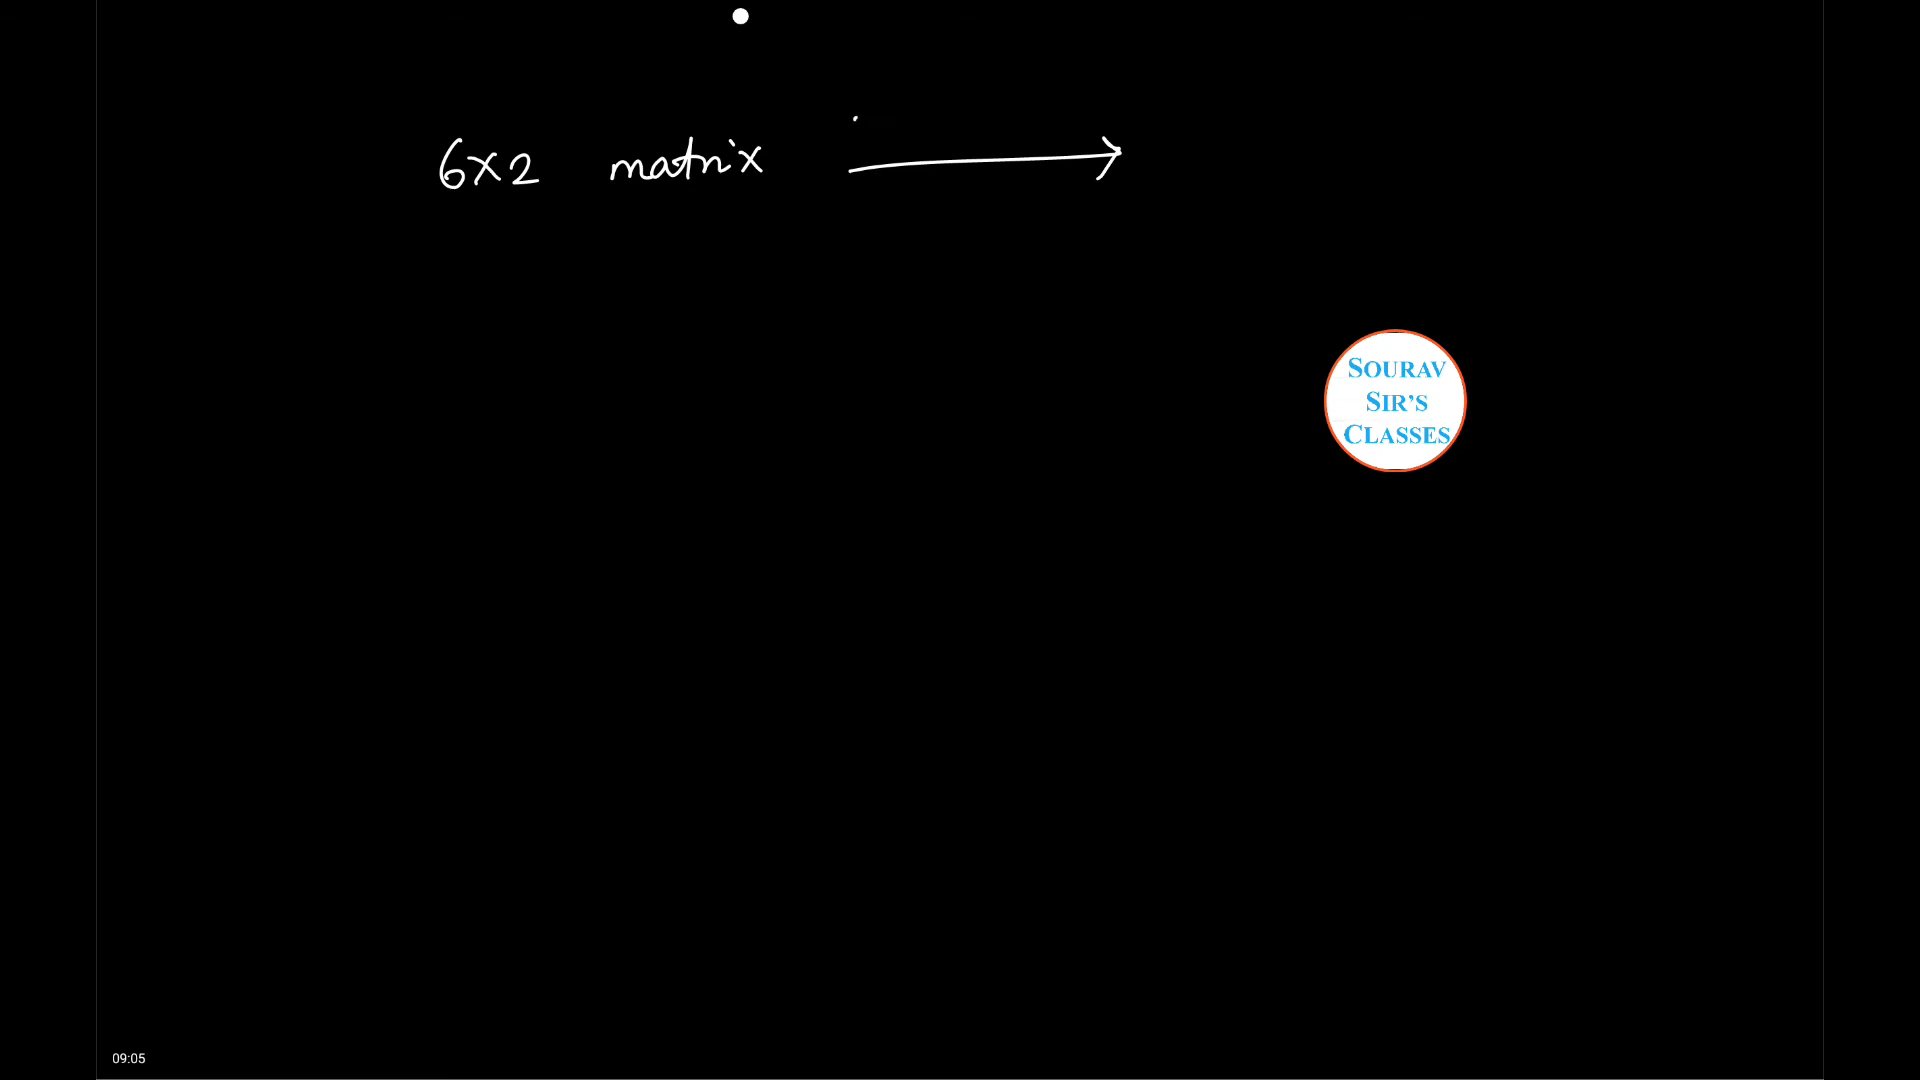 6x2 matrix →
SOURAV
SIR'S
CLASSES
09:05